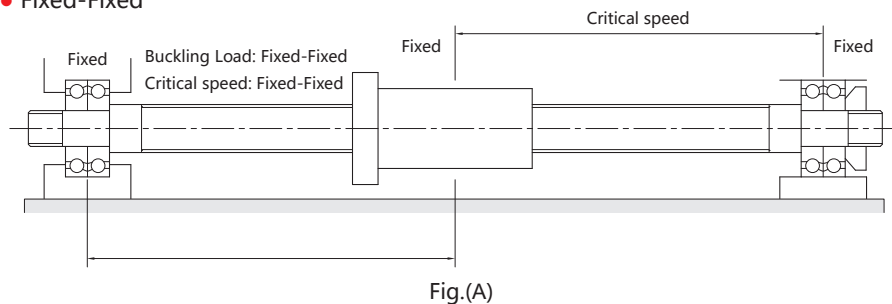 Fixed-Fixed
Critical speed
Fixed
Buckling Load: Fixed-Fixed
Fixed
Fixed
Critical speed: Fixed-Fixed
Fig.(A)